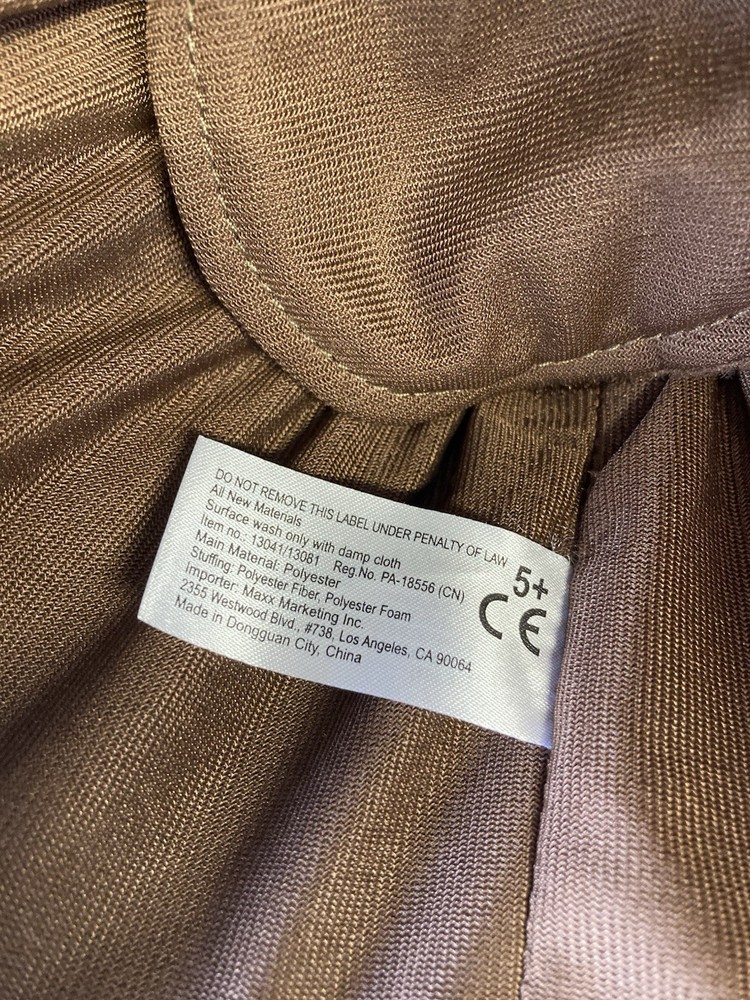 DO NOT REMOVE THIS LABEL UNDER PENALTY OF LAW
All New Materials
Surface wash only with damp cloth
Item no.: 13041/13081 Reg.No. PA-18556 (CN)
Main Material: Polyester
Stuffing: Polyester Fiber, Polyester Foam
Importer: Maxx Marketing Inc.
2355 Westwood Blvd., #738, Los Angeles, CA 90064
Made in Dongguan City, China
5+
CE